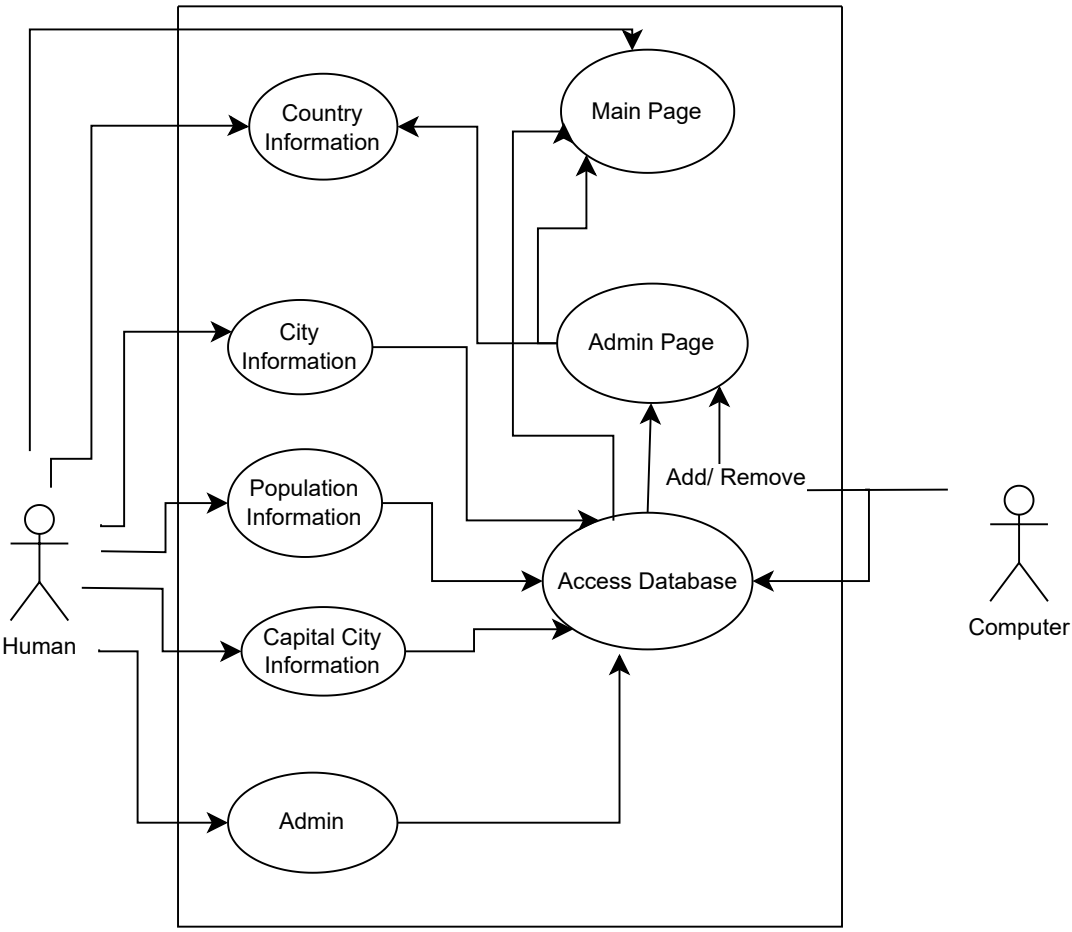 Country
Information
Main Page
City
Information
Admin Page
Add/ Remove
Population
Information
Access Database
Human
Capital City
Information
Computer
Admin